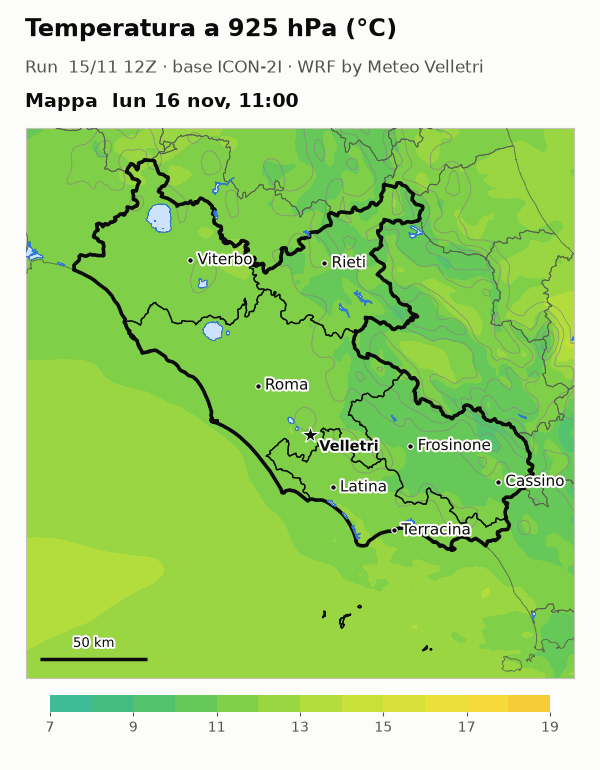 Temperatura a 925 hPa (°C)
Run  15/11 12Z · base ICON-2I · WRF by Meteo Velletri
Mappa  lun 16 nov, 11:00
Viterbo
Rieti
Roma
Velletri
Frosinone
Cassino
Latina
Terracina
50 km
7 9 11 13 15 17 19